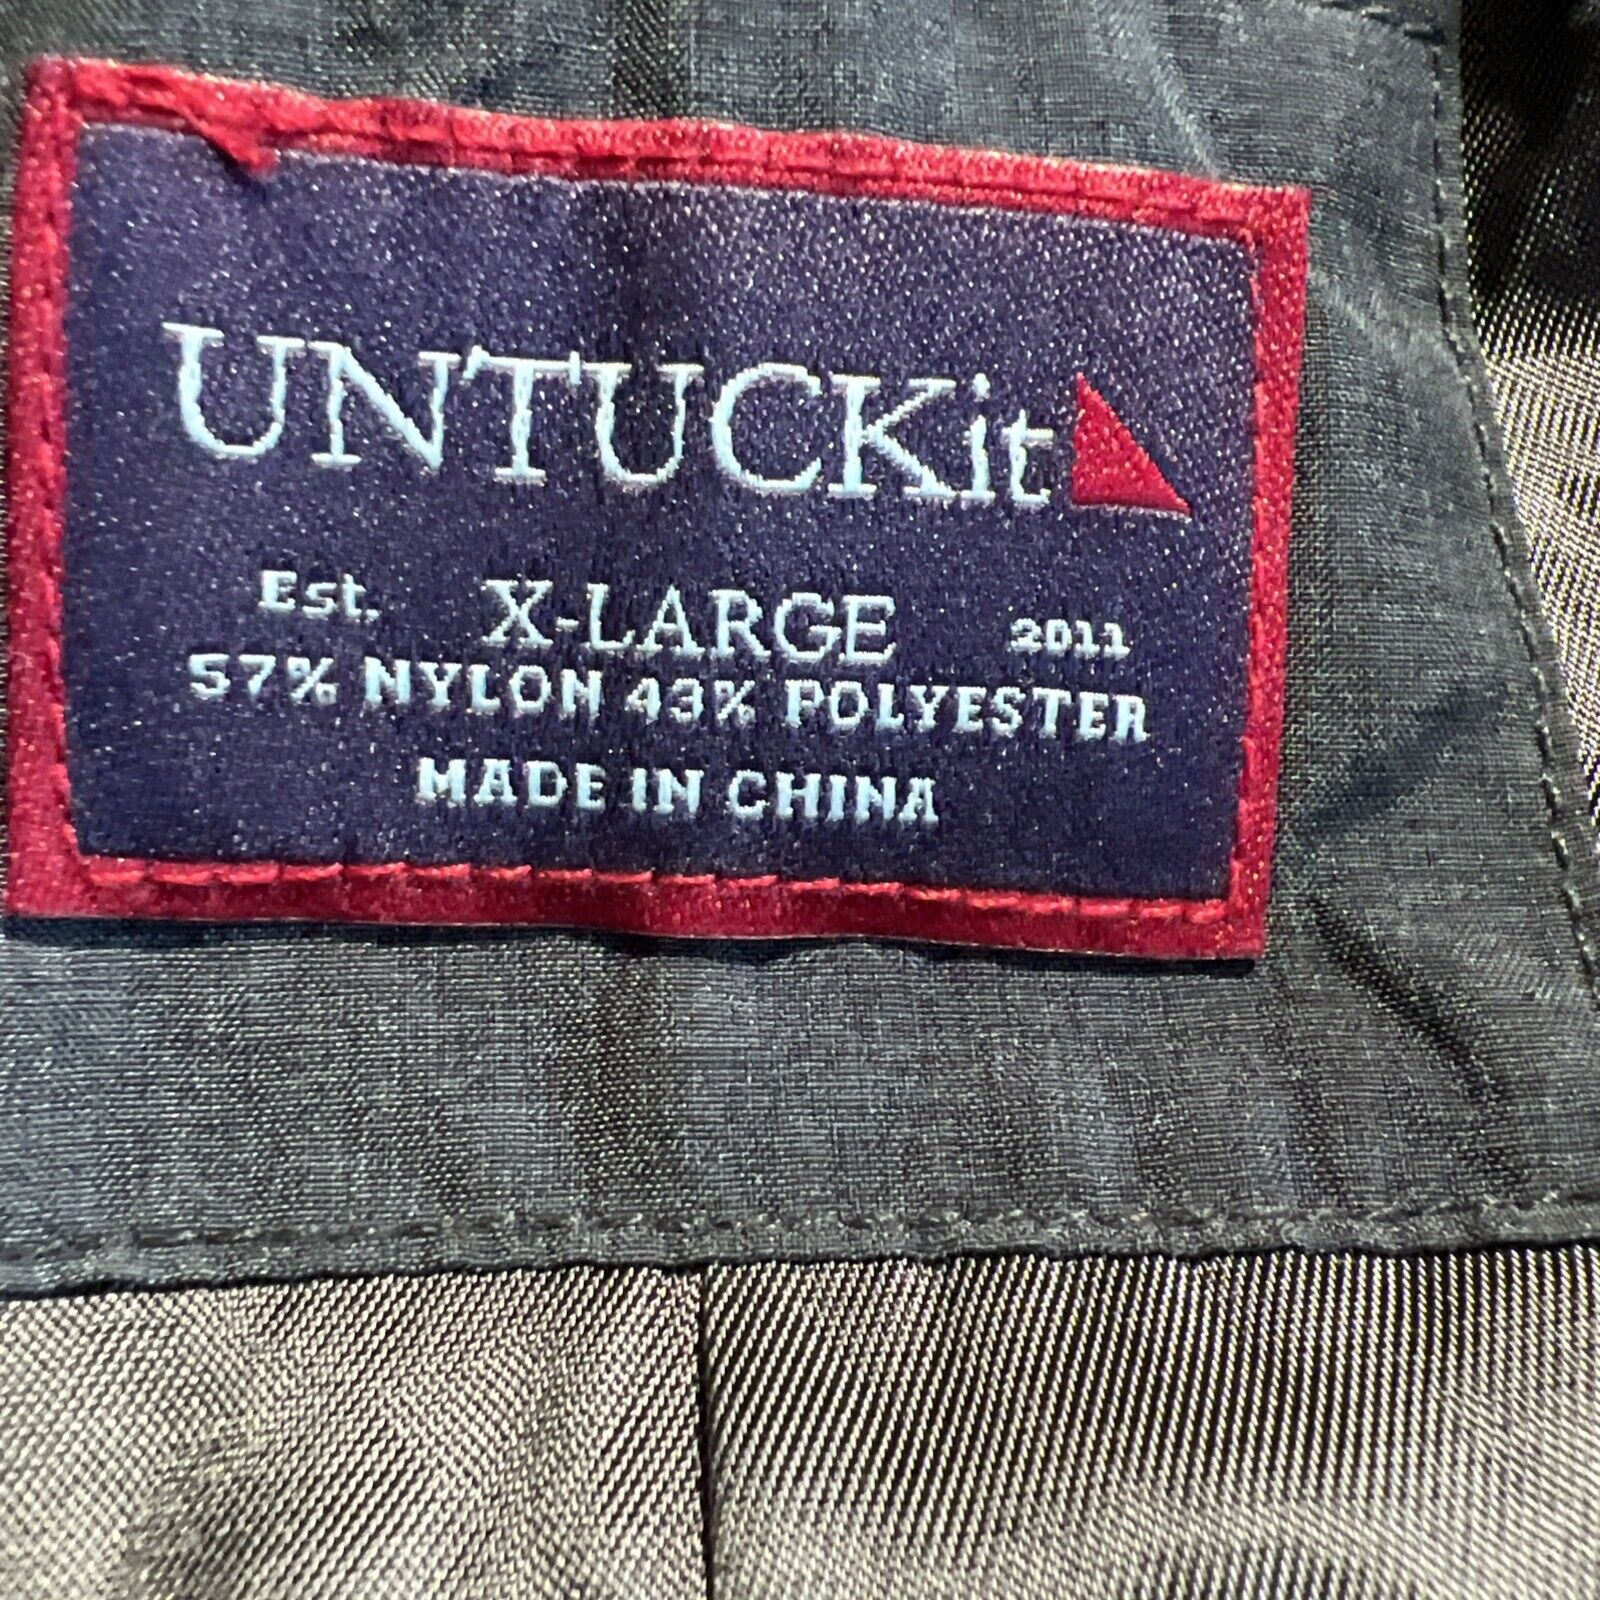 UNTUCKit
Est. X-LARGE 2011
57% NYLON 43% POLYESTER
MADE IN CHINA